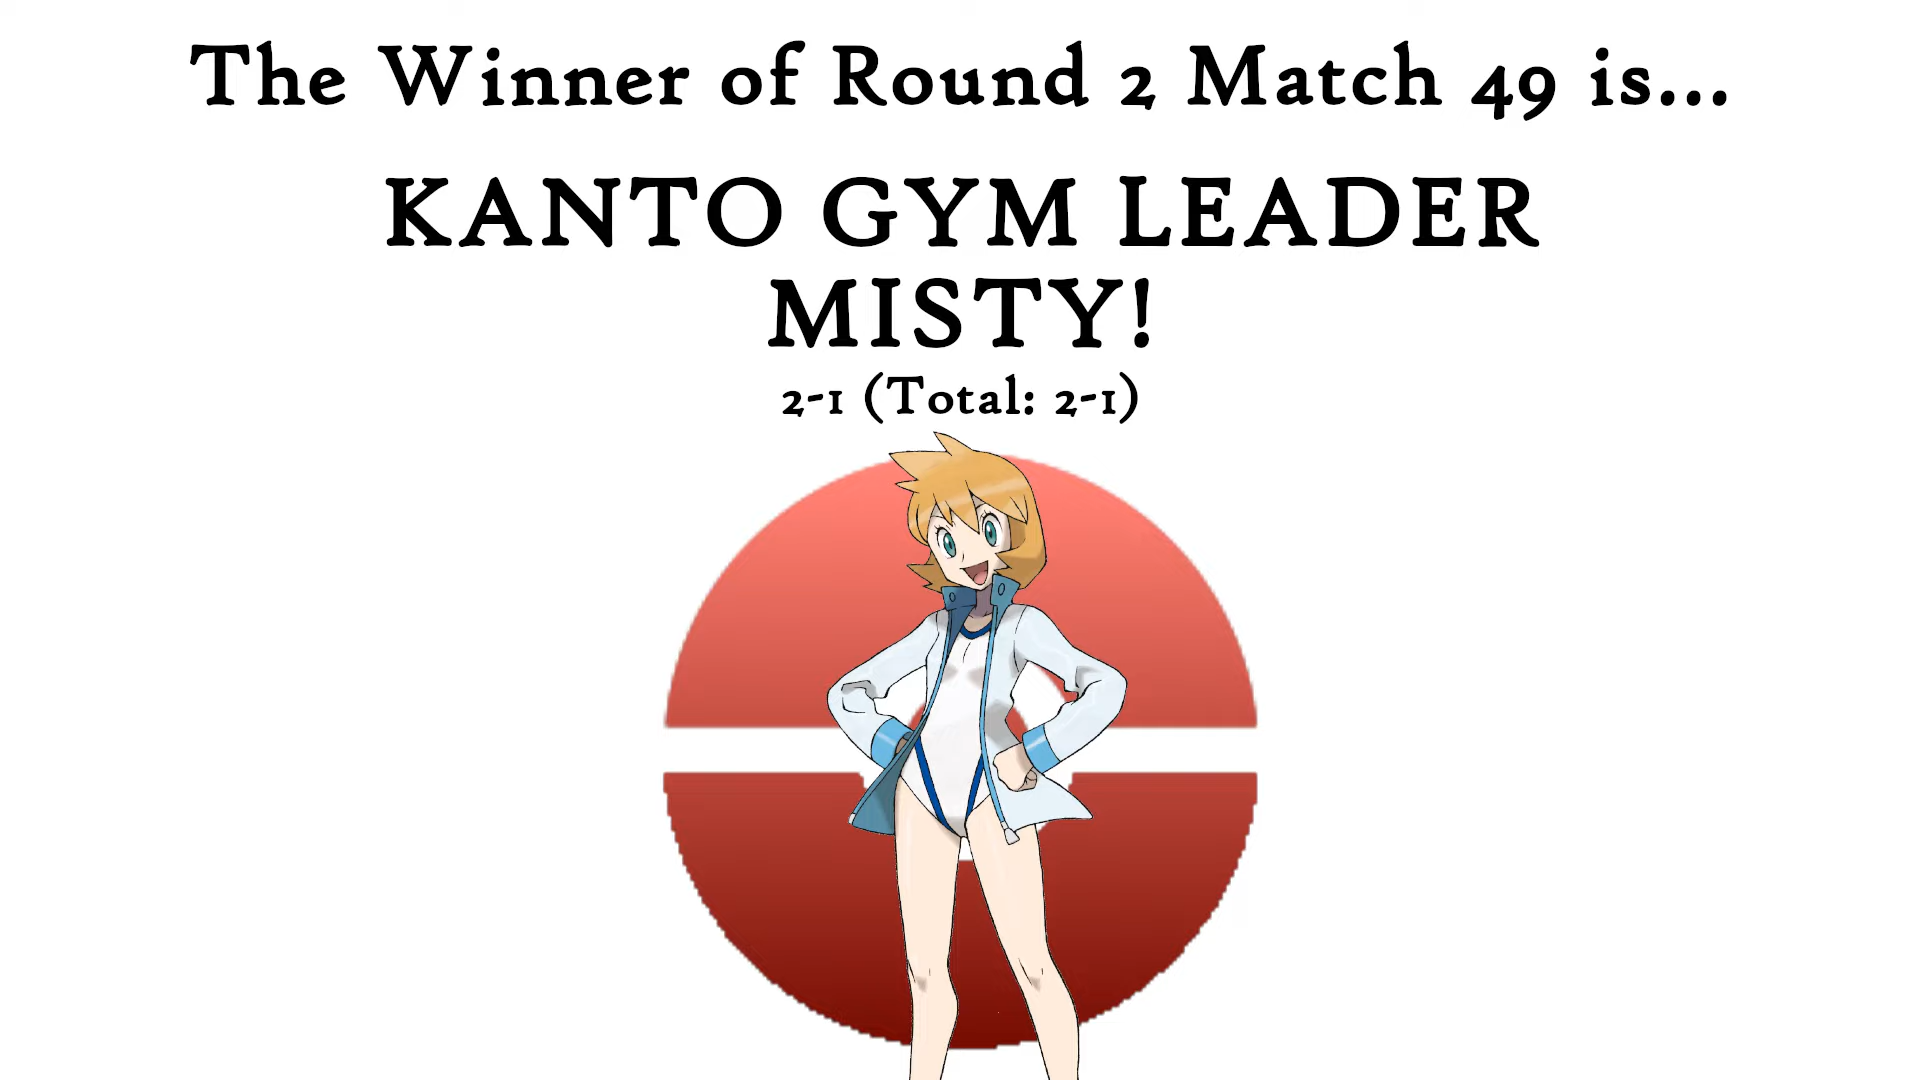 The Winner of Round 2 Match 49 is...
KANTO GYM LEADER
MISTY!
2-1 (Total: 2-1)